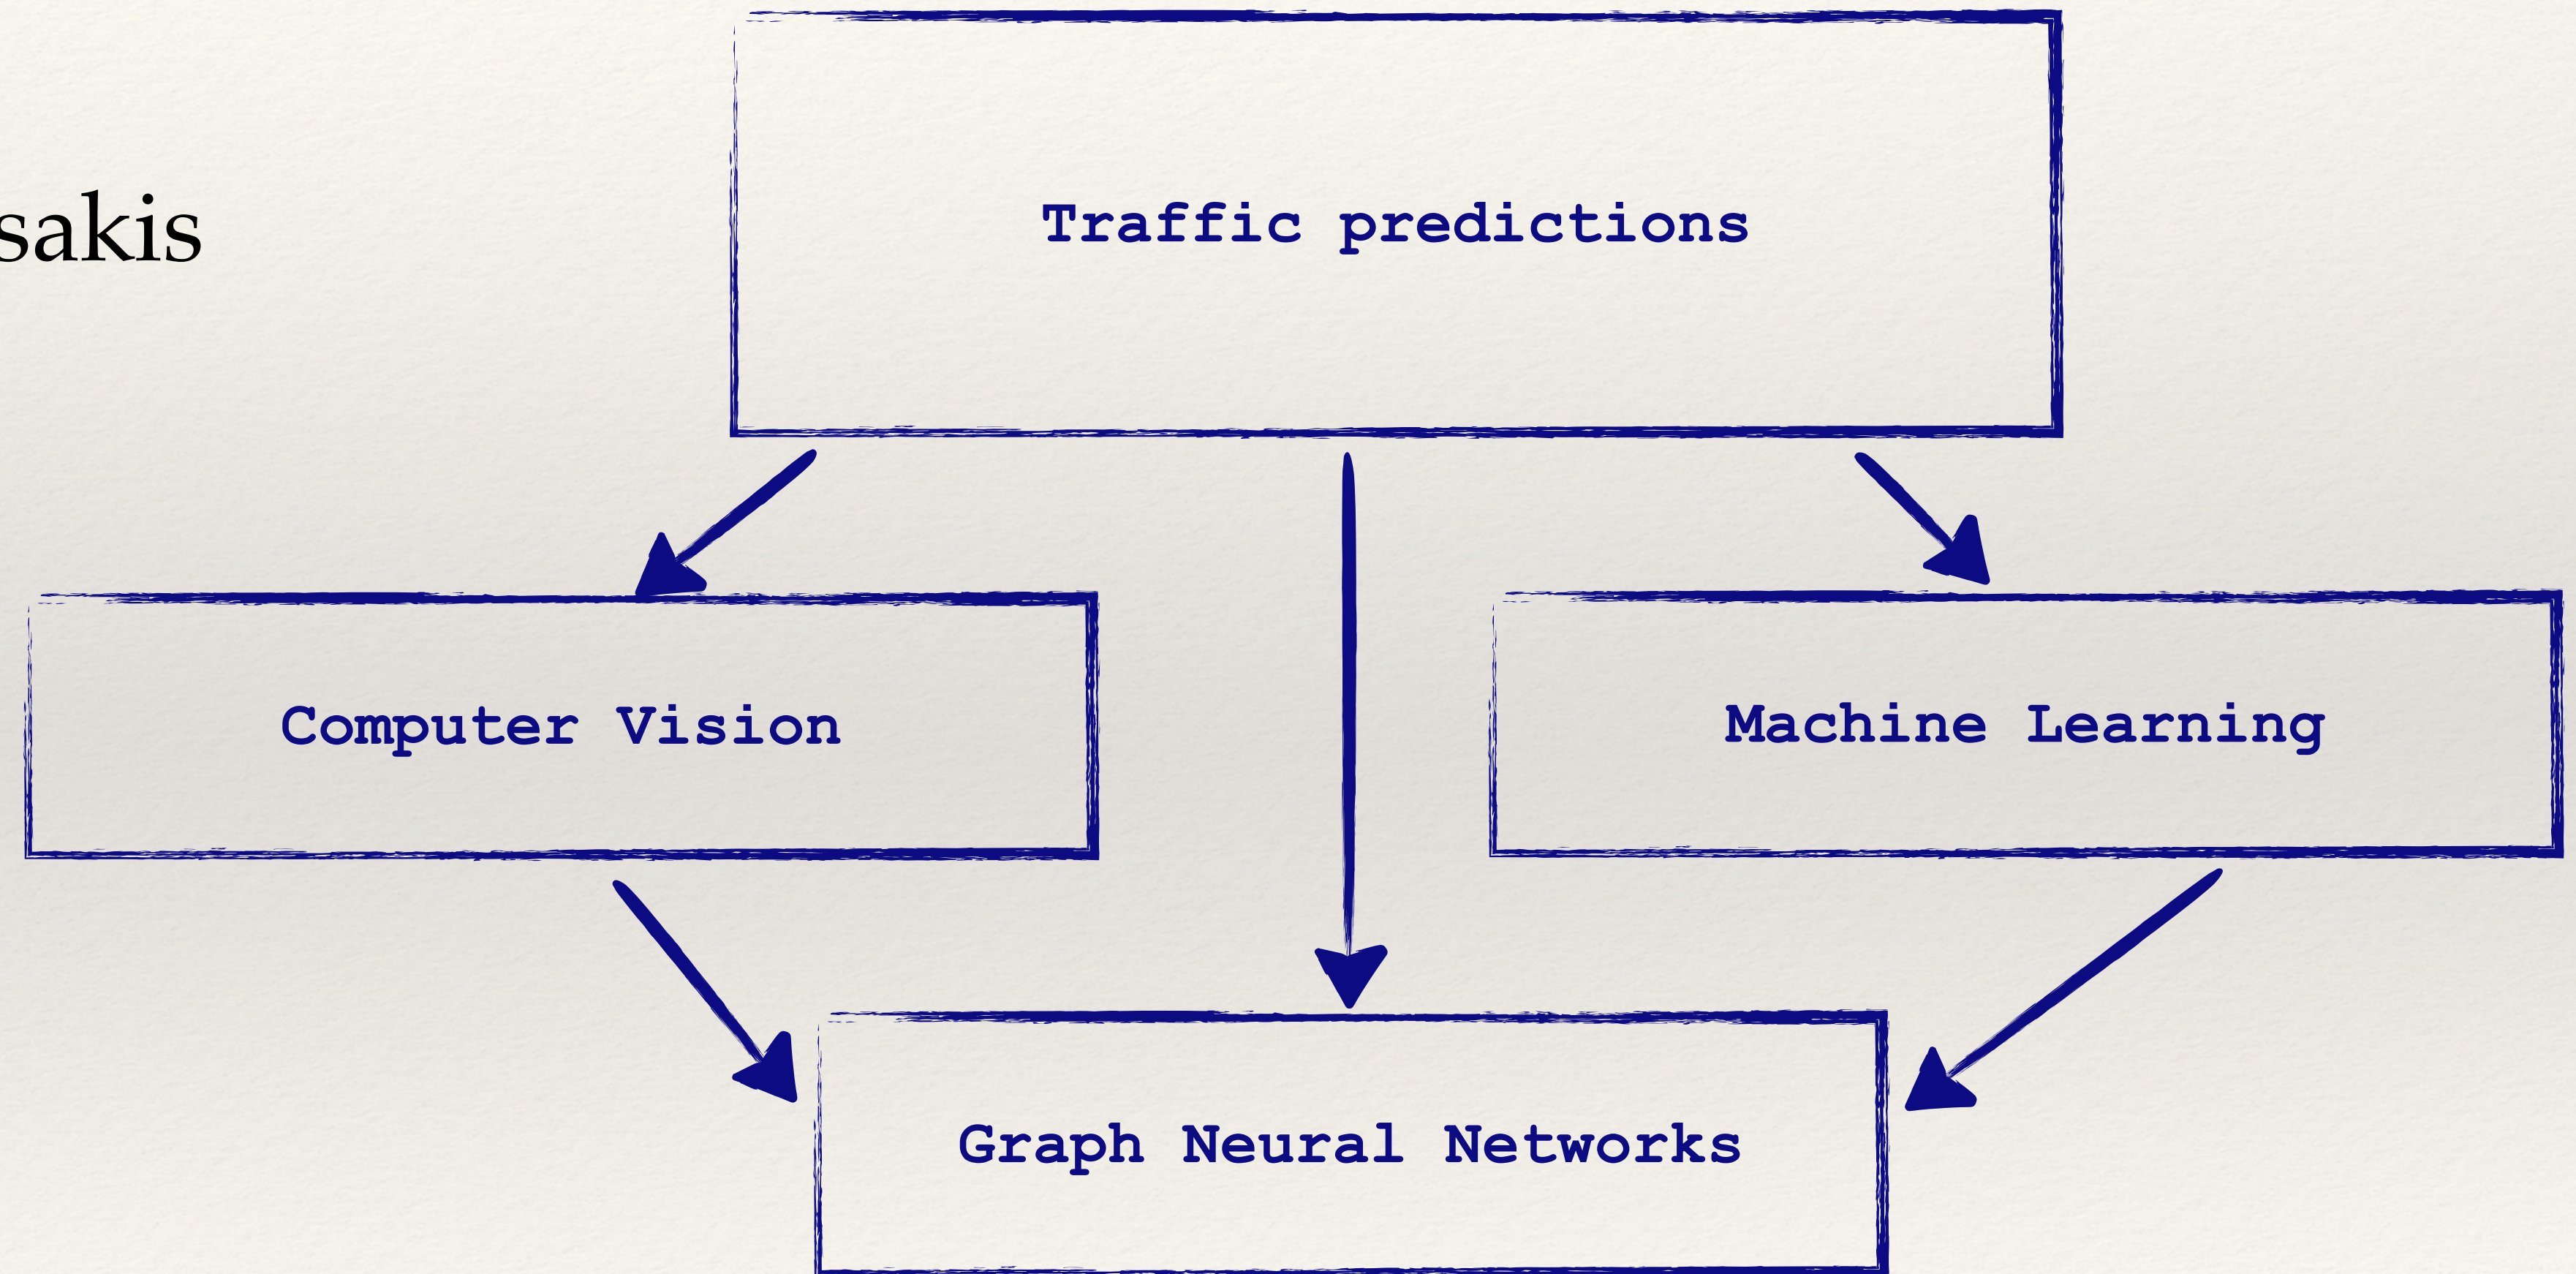 sakis
Traffic predictions
Computer Vision
Machine Learning
Graph Neural Networks